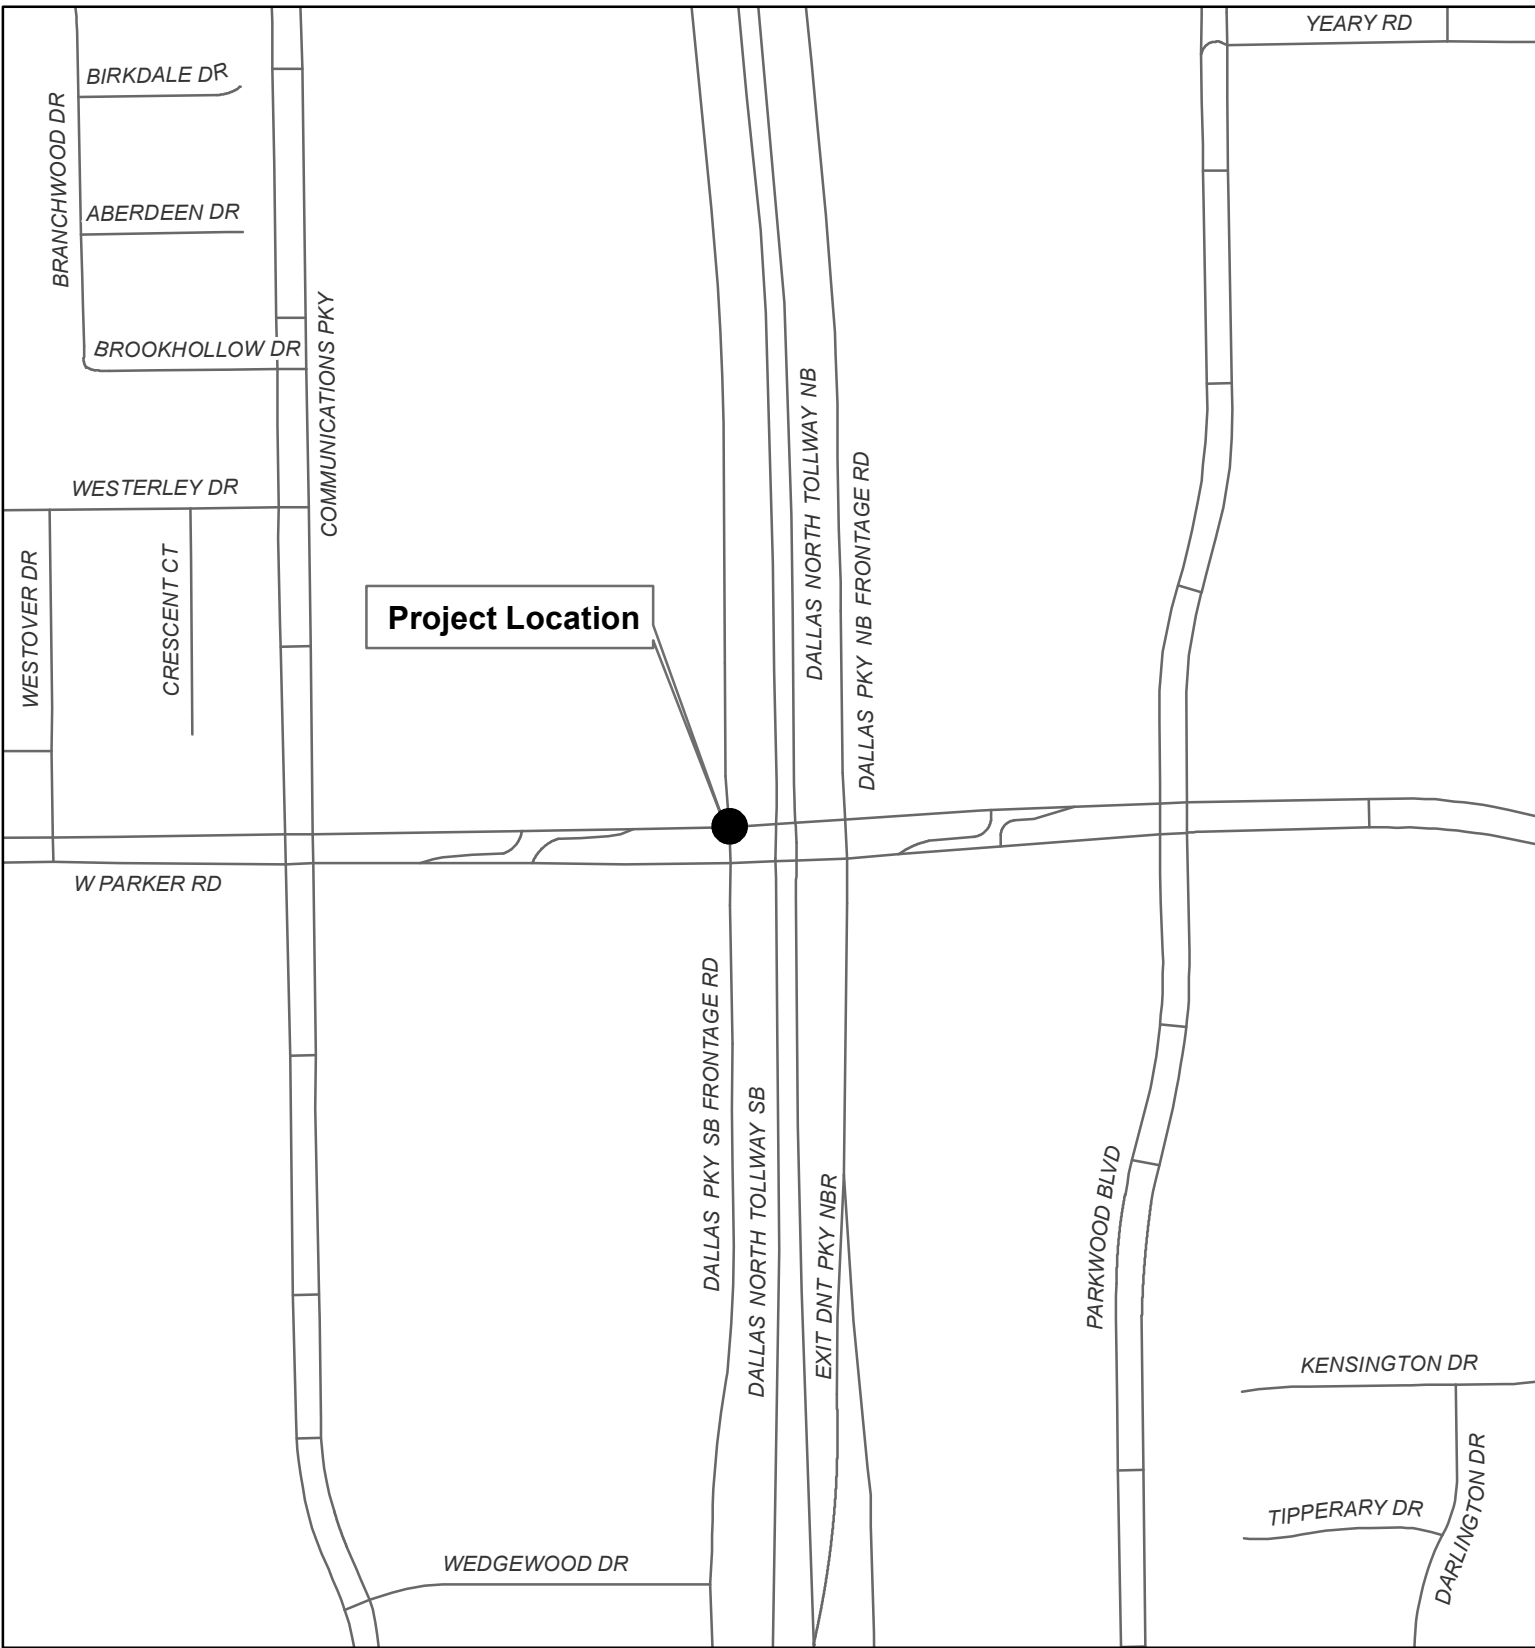 YEARY RD
BIRKDALE DR
BRANCHWOOD DR
ABERDEEN DR
BROOKHOLLOW DR
COMMUNICATIONS PKY
WESTERLEY DR
WESTOVER DR
CRESCENT CT
Project Location
DALLAS NORTH TOLLWAY NB
DALLAS PKY NB FRONTAGE RD
W PARKER RD
DALLAS PKY SB FRONTAGE RD
DALLAS NORTH TOLLWAY SB
EXIT DNT PKY NBR
PARKWOOD BLVD
KENSINGTON DR
TIPPERARY DR
DARLINGTON DR
WEDGEWOOD DR